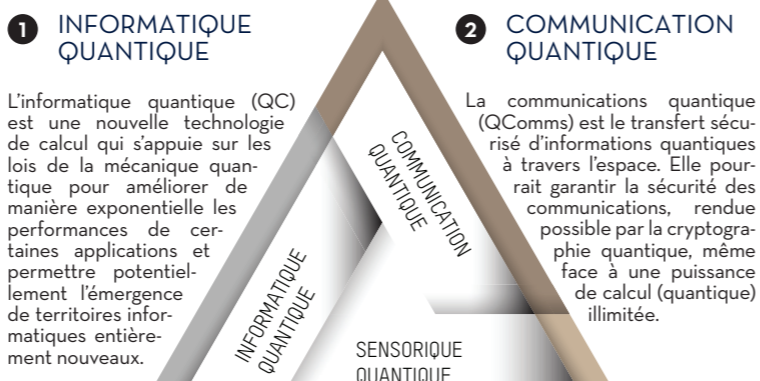 1 INFORMATIQUE
QUANTIQUE
L’informatique quantique (QC)
est une nouvelle technologie
de calcul qui s’appuie sur les
lois de la mécanique quan-
tique pour améliorer de
manière exponentielle les
performances de cer-
taines applications et
permettre potentiel-
lement l’émergence
de territoires infor-
matiques entière-
ment nouveaux.
2 COMMUNICATION
QUANTIQUE
La communications quantique
(QComms) est le transfert sécu-
risé d’informations quantiques
à travers l’espace. Elle pour-
rait garantir la sécurité des
communications, rendue
possible par la cryptogra-
phie quantique, même
face à une puissance
de calcul (quantique)
illimitée.
COMMUNICATION
QUANTIQUE
INFORMATIQUE
QUANTIQUE
SENSORIQUE
QUANTIQUE